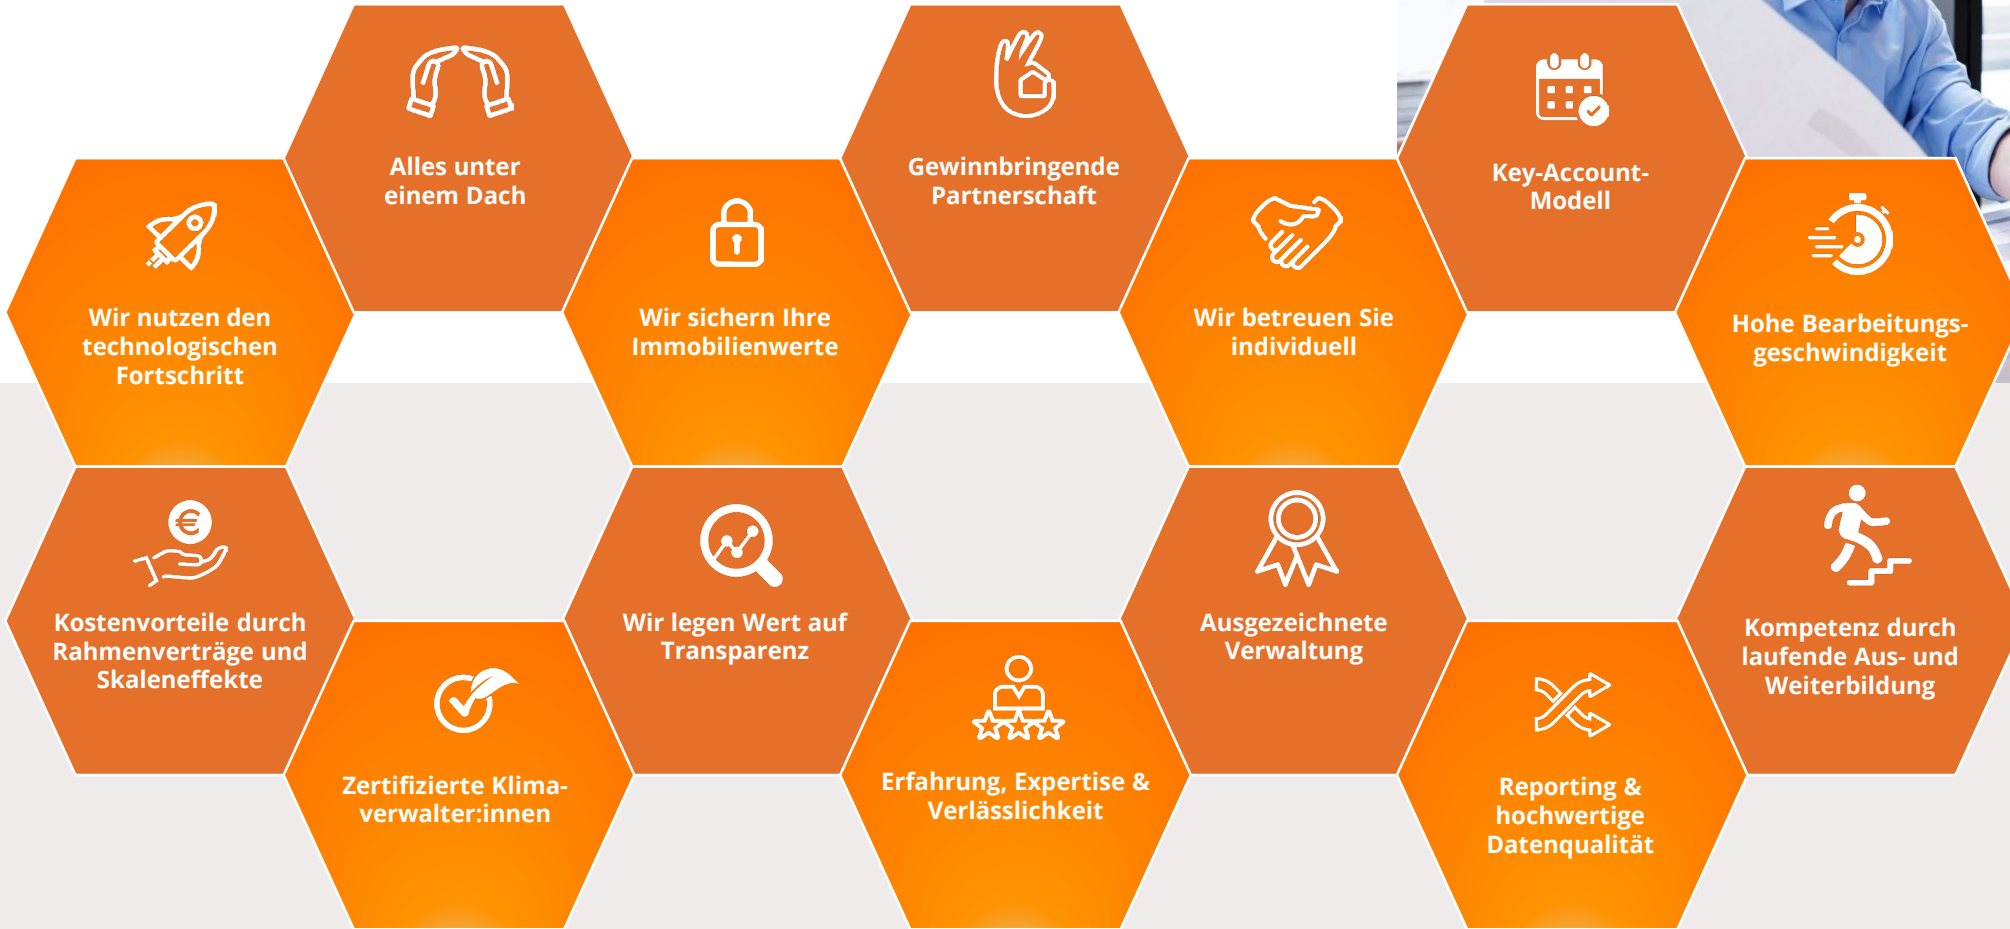 Alles unter
einem Dach
Gewinnbringende
Partnerschaft
Key-Account-
Modell
Wir nutzen den
technologischen
Fortschritt
Wir sichern Ihre
Immobilienwerte
Wir betreuen Sie
individuell
Hohe Bearbeitungs-
geschwindigkeit
Kostenvorteile durch
Rahmenverträge und
Skaleneffekte
Wir legen Wert auf
Transparenz
Ausgezeichnete
Verwaltung
Kompetenz durch
laufende Aus- und
Weiterbildung
Zertifizierte Klima-
verwalter:innen
Erfahrung, Expertise &
Verlässlichkeit
Reporting &
hochwertige
Datenqualität